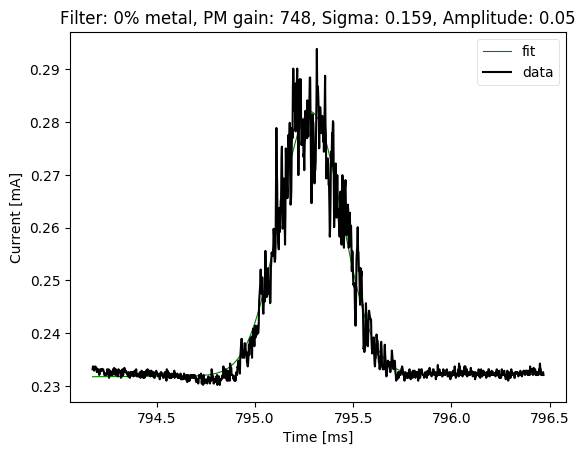 Filter: 0% metal, PM gain: 748, Sigma: 0.159, Amplitude: 0.05
fit
data
0.29
0.28
0.27
0.26
0.25
0.24
0.23
Current [mA]
794.5 795.0 795.5 796.0 796.5
Time [ms]